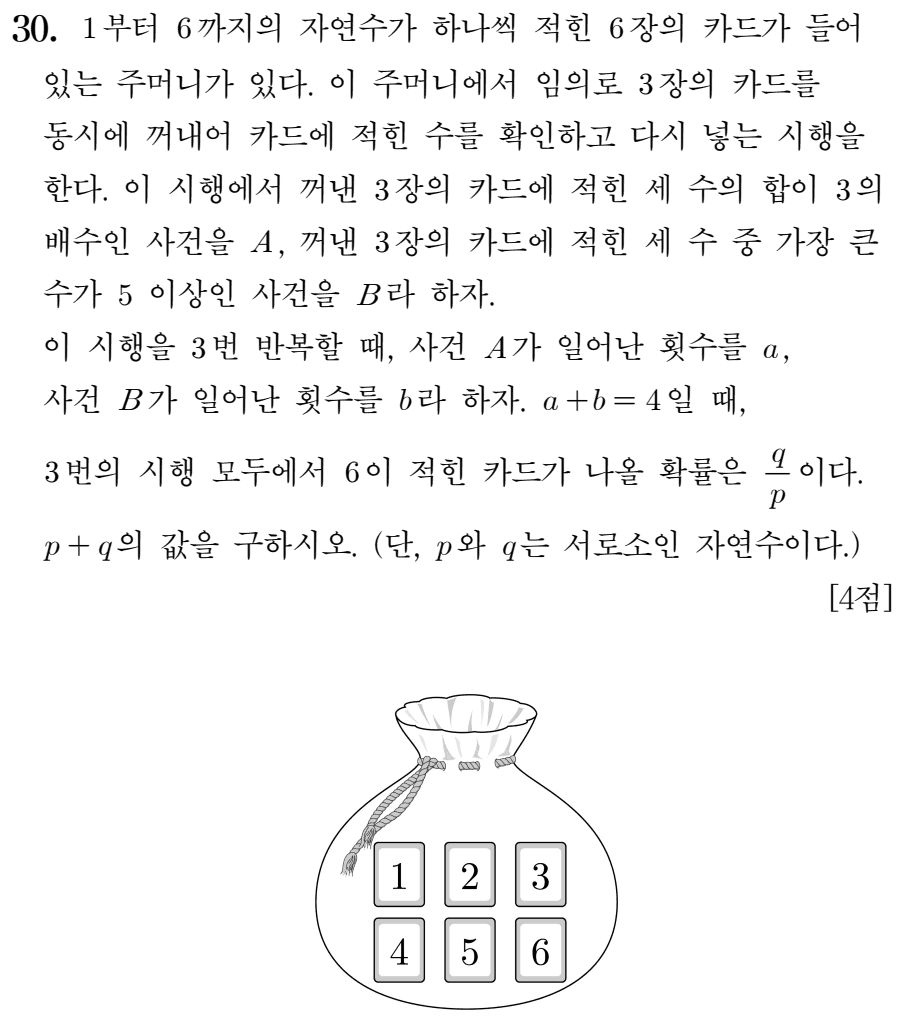 30. 1부터 6까지의 자연수가 하나씩 적힌 6장의 카드가 들어
있는 주머니가 있다. 이 주머니에서 임의로 3장의 카드를
동시에 꺼내어 카드에 적힌 수를 확인하고 다시 넣는 시행을
한다. 이 시행에서 꺼낸 3장의 카드에 적힌 세 수의 합이 3의
배수인 사건을 A, 꺼낸 3장의 카드에 적힌 세 수 중 가장 큰
수가 5 이상인 사건을 B라 하자.
이 시행을 3번 반복할 때, 사건 A가 일어난 횟수를 a,
사건 B가 일어난 횟수를 b라 하자. a+b=4일 때,
3번의 시행 모두에서 6이 적힌 카드가 나올 확률은 q/p이다.
p+q의 값을 구하시오. (단, p와 q는 서로소인 자연수이다.)
[4점]
1 2 3
4 5 6